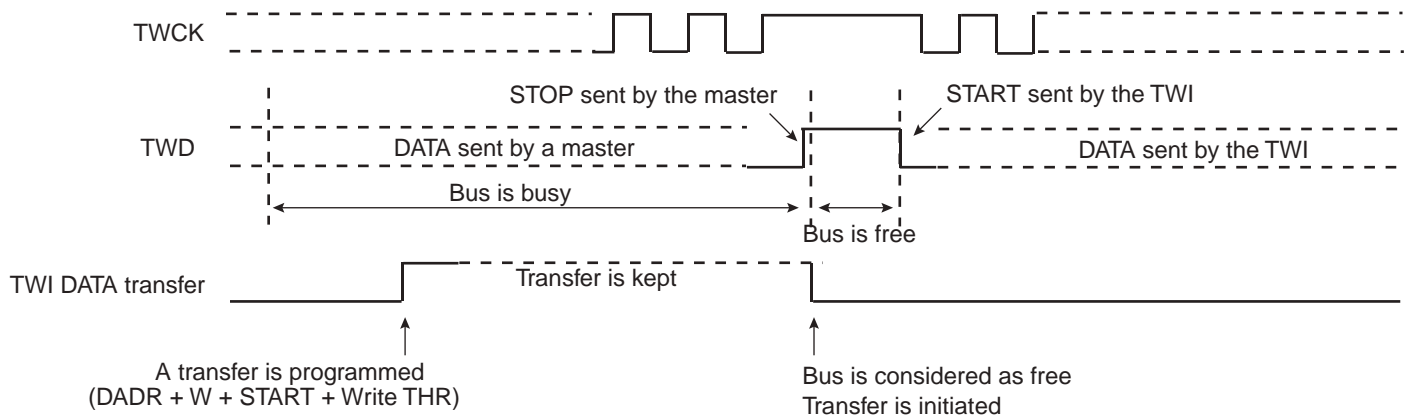 TWCK
STOP sent by the master
START sent by the TWI
TWD
DATA sent by a master
DATA sent by the TWI
Bus is busy
Bus is free
TWI DATA transfer
Transfer is kept
A transfer is programmed
(DADR + W + START + Write THR)
Bus is considered as free
Transfer is initiated